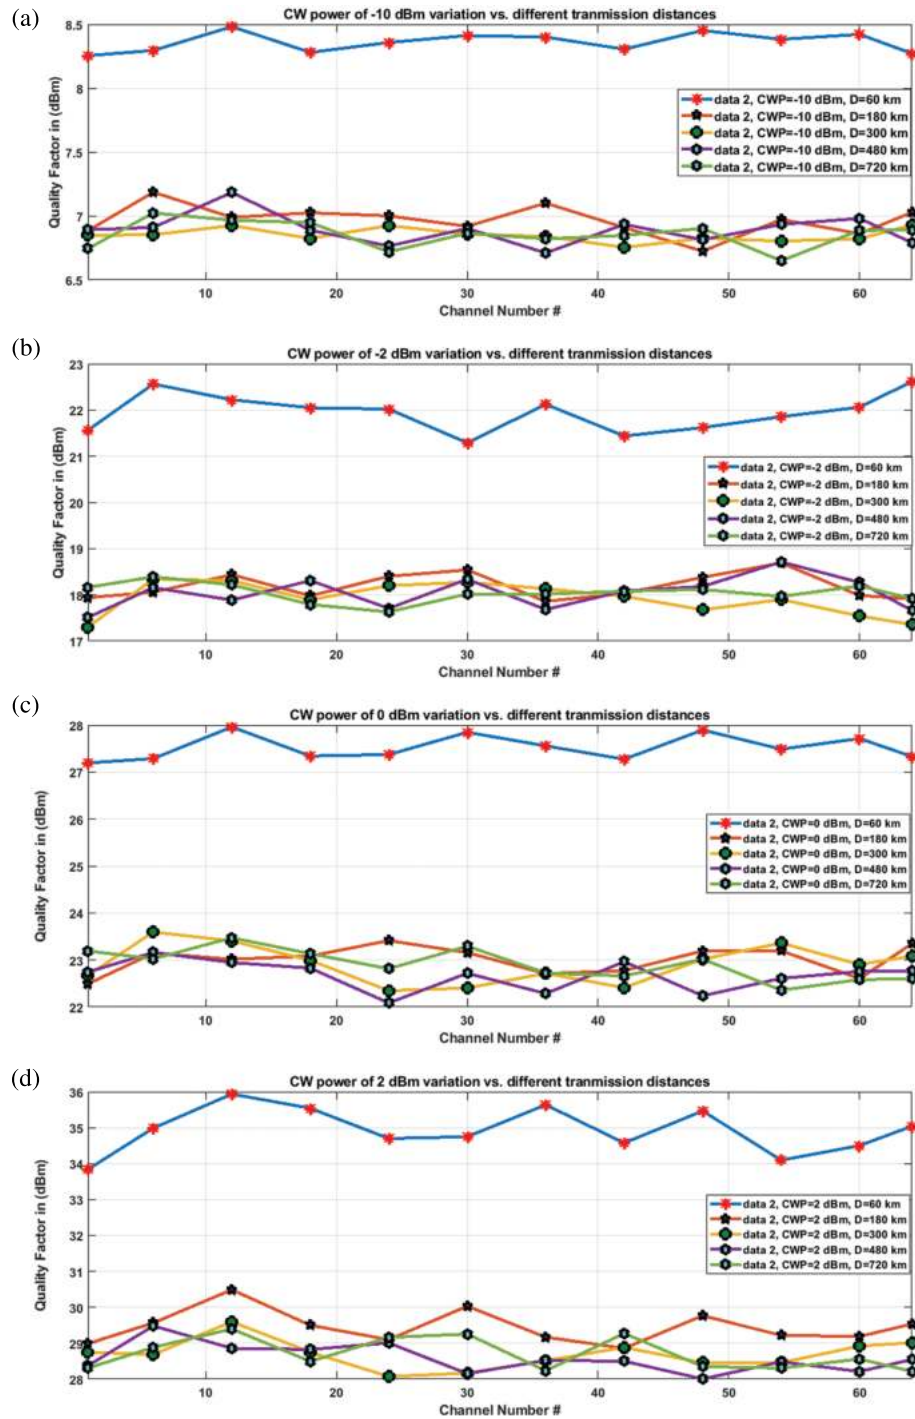 (a)
CW power of -10 dBm variation vs. different tranmission distances
8.5
8
7.5
7
6.5
Quality Factor in (dBm)
data 2, CWP=-10 dBm, D=60 km
data 2, CWP=-10 dBm, D=180 km
data 2, CWP=-10 dBm, D=300 km
data 2, CWP=-10 dBm, D=480 km
data 2, CWP=-10 dBm, D=720 km
10 20 30 40 50 60
Channel Number #
(b)
CW power of -2 dBm variation vs. different tranmission distances
23
22
21
20
19
18
17
Quality Factor in (dBm)
data 2, CWP=-2 dBm, D=60 km
data 2, CWP=-2 dBm, D=180 km
data 2, CWP=-2 dBm, D=300 km
data 2, CWP=-2 dBm, D=480 km
data 2, CWP=-2 dBm, D=720 km
10 20 30 40 50 60
Channel Number #
(c)
CW power of 0 dBm variation vs. different tranmission distances
28
27
26
25
24
23
22
Quality Factor in (dBm)
data 2, CWP=0 dBm, D=60 km
data 2, CWP=0 dBm, D=180 km
data 2, CWP=0 dBm, D=300 km
data 2, CWP=0 dBm, D=480 km
data 2, CWP=0 dBm, D=720 km
10 20 30 40 50 60
Channel Number #
(d)
CW power of 2 dBm variation vs. different tranmission distances
36
35
34
33
32
31
30
29
28
Quality Factor in (dBm)
data 2, CWP=2 dBm, D=60 km
data 2, CWP=2 dBm, D=180 km
data 2, CWP=2 dBm, D=300 km
data 2, CWP=2 dBm, D=480 km
data 2, CWP=2 dBm, D=720 km
10 20 30 40 50 60
Channel Number #